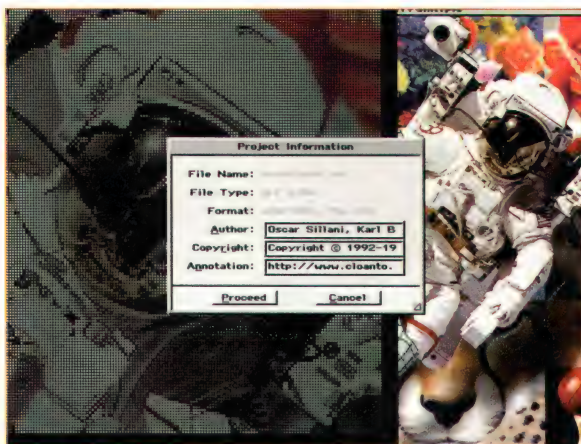 Project Information
File Name:
File Type:
Format:
Author: Oscar Sillani, Karl B
Copyright: Copyright © 1992-19
Annotation: http://www.cloanto.
Proceed Cancel